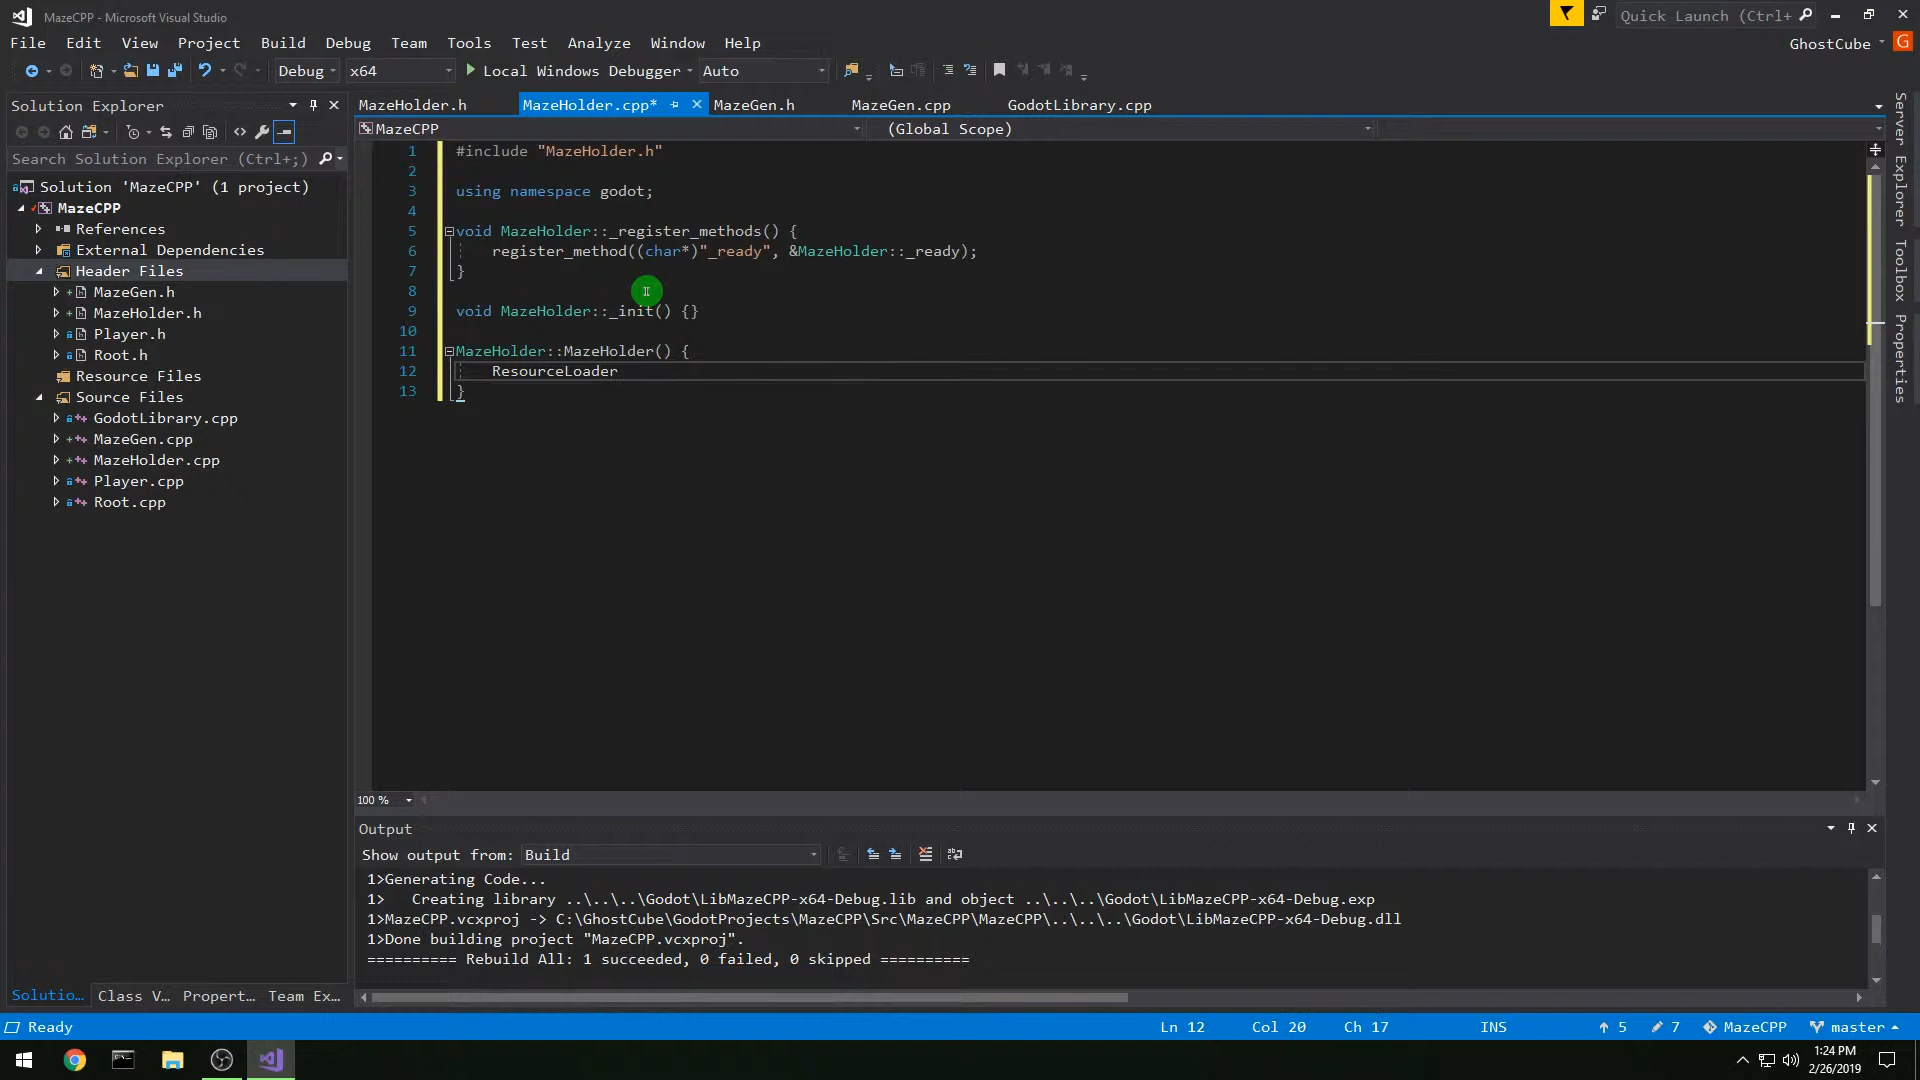 MazeCPP - Microsoft Visual Studio
Quick Launch (Ctrl+
File Edit View Project Build Debug Team Tools Test Analyze Window Help
GhostCube G
Debug x64 Local Windows Debugger Auto
Solution Explorer
MazeHolder.h MazeHolder.cpp* MazeGen.h MazeGen.cpp GodotLibrary.cpp
MazeCPP (Global Scope)
Search Solution Explorer (Ctrl+;)
Solution 'MazeCPP' (1 project)
MazeCPP
References
External Dependencies
Header Files
MazeGen.h
MazeHolder.h
Player.h
Root.h
Resource Files
Source Files
GodotLibrary.cpp
MazeGen.cpp
MazeHolder.cpp
Player.cpp
Root.cpp
1 #include "MazeHolder.h"
2
3 using namespace godot;
4
5 void MazeHolder::_register_methods() {
6 register_method((char*)"_ready", &MazeHolder::_ready);
7 }
8
9 void MazeHolder::_init() {}
10
11 MazeHolder::MazeHolder() {
12 ResourceLoader
13 }
Server Explorer
Toolbox
Properties
100 %
Output
Show output from: Build
1>Generating Code...
1> Creating library ..\..\..\Godot\LibMazeCPP-x64-Debug.lib and object ..\..\..\Godot\LibMazeCPP-x64-Debug.exp
1>MazeCPP.vcxproj -> C:\GhostCube\GodotProjects\MazeCPP\Src\MazeCPP\MazeCPP\..\..\..\Godot\LibMazeCPP-x64-Debug.dll
1>Done building project "MazeCPP.vcxproj".
========== Rebuild All: 1 succeeded, 0 failed, 0 skipped ==========
Solutio... Class V... Propert... Team Ex...
Ready Ln 12 Col 20 Ch 17 INS 5 7 MazeCPP master
1:24 PM
2/26/2019